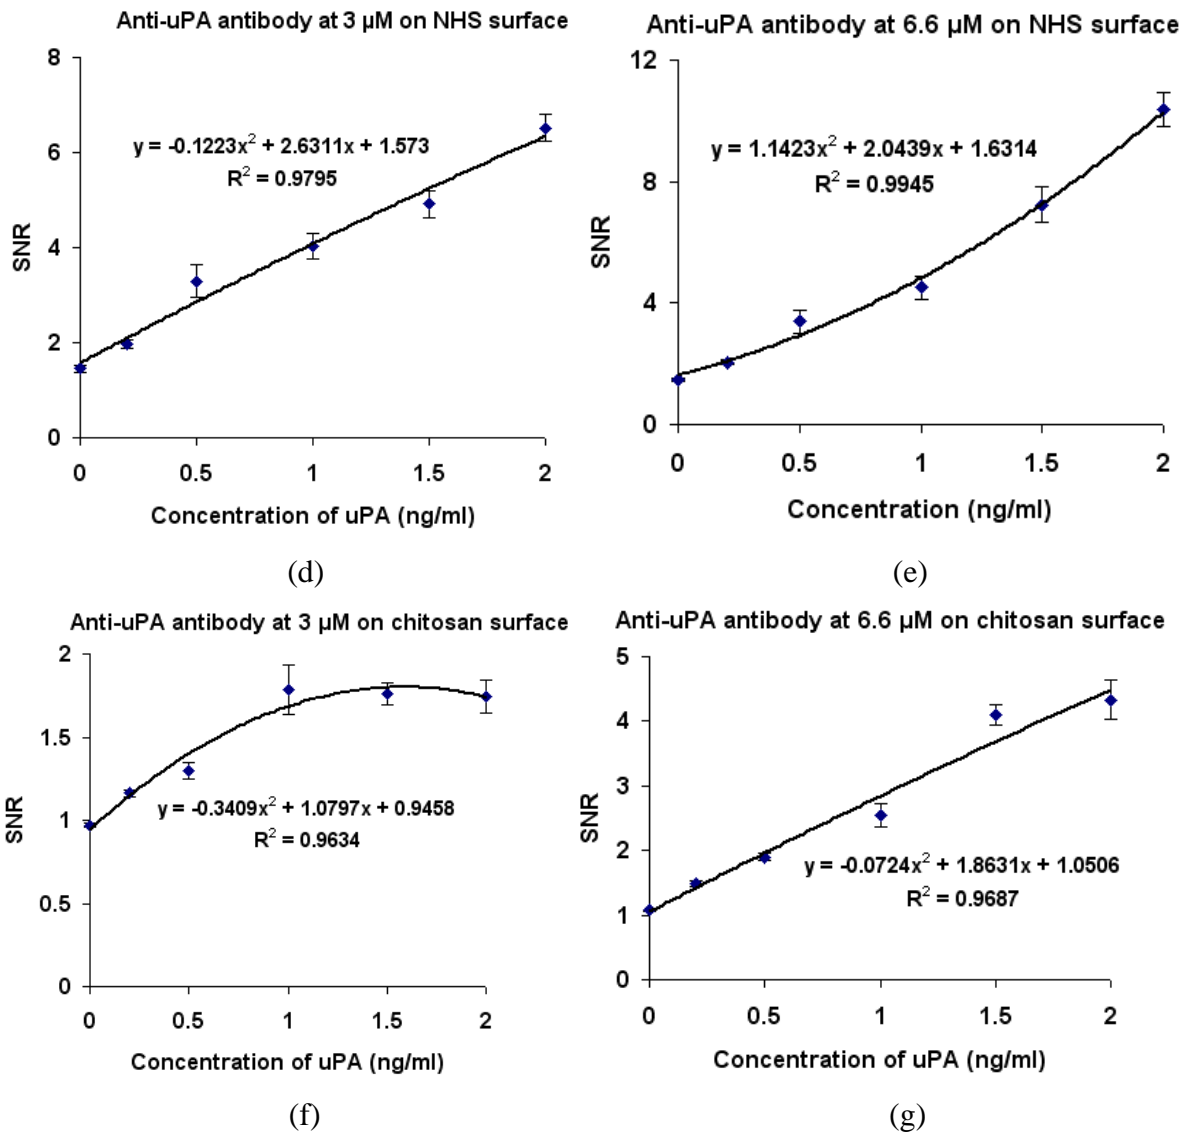 Anti-uPA antibody at 3 µM on NHS surface
8
6
4
2
0
SNR
y = -0.1223x² + 2.6311x + 1.573
R² = 0.9795
0 0.5 1 1.5 2
Concentration of uPA (ng/ml)
(d)
Anti-uPA antibody at 6.6 µM on NHS surface
12
8
4
0
SNR
y = 1.1423x² + 2.0439x + 1.6314
R² = 0.9945
0 0.5 1 1.5 2
Concentration (ng/ml)
(e)
Anti-uPA antibody at 3 µM on chitosan surface
2
1.5
1
0.5
0
SNR
y = -0.3409x² + 1.0797x + 0.9458
R² = 0.9634
0 0.5 1 1.5 2
Concentration of uPA (ng/ml)
(f)
Anti-uPA antibody at 6.6 µM on chitosan surface
5
4
3
2
1
0
SNR
y = -0.0724x² + 1.8631x + 1.0506
R² = 0.9687
0 0.5 1 1.5 2
Concentration of uPA (ng/ml)
(g)